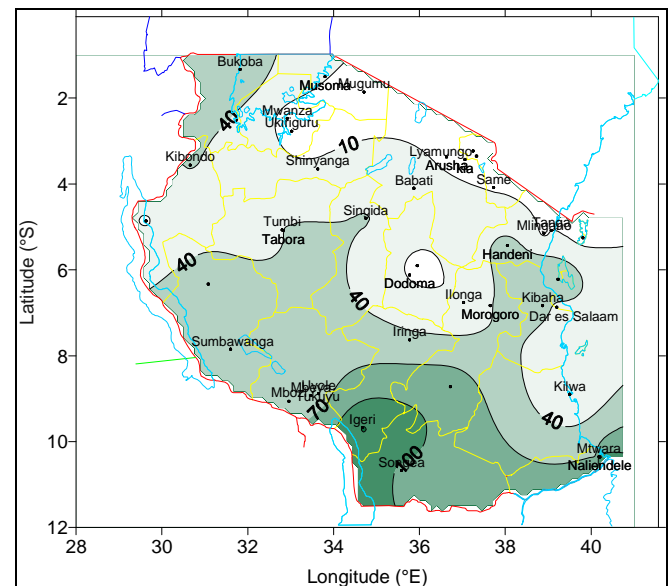 Bukoba
Musoma
Mugumu
2
Mwanza
Ukiriguru
40
10
Kibondo
Shinyanga
Lyamungo
Arusha
kia
Babati
Same
4
Singida
Tumbi
Tabora
Tanga
Mlingano
Handeni
40
6
Dodoma
40
Ilonga
Kibaha
Morogoro
Dar es Salaam
Iringa
Sumbawanga
8
Uyole
Mbeya
Mbozi
Tukuyu
Kilwa
70
Igeri
40
10
Mtwara
100
Songea
Naliendele
12
28
30
32
34
36
38
40
Latitude (°S)
Longitude (°E)